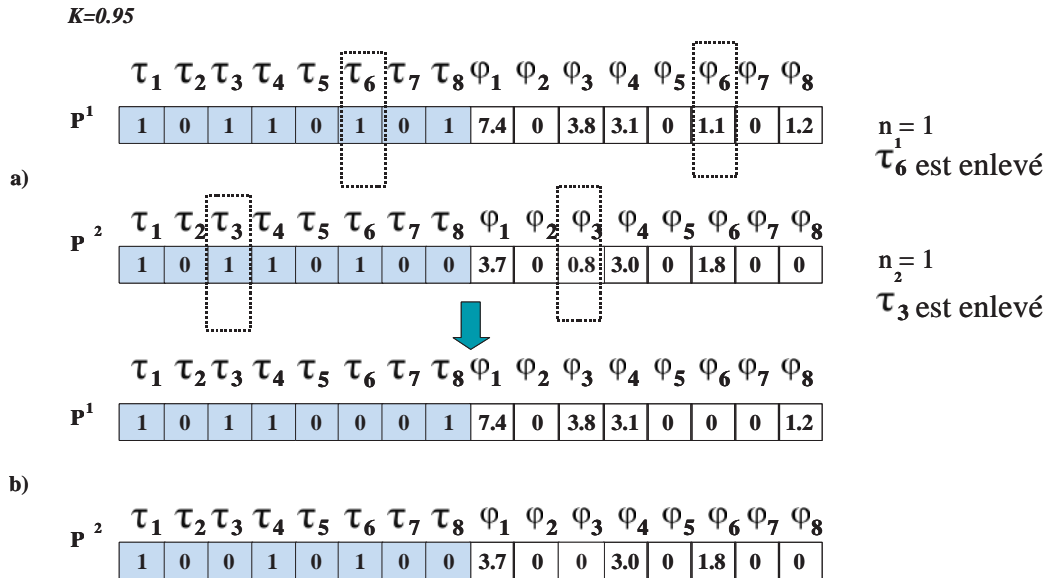 K=0.95
τ1 τ2 τ3 τ4 τ5 τ6 τ7 τ8 φ1 φ2 φ3 φ4 φ5 φ6 φ7 φ8
P¹ 1 0 1 1 0 1 0 1 7.4 0 3.8 3.1 0 1.1 0 1.2
n = 1
τ6¹ est enlevé
a)
τ1 τ2 τ3 τ4 τ5 τ6 τ7 τ8 φ1 φ2 φ3 φ4 φ5 φ6 φ7 φ8
P² 1 0 1 1 0 1 0 0 3.7 0 0.8 3.0 0 1.8 0 0
n = 1
τ3² est enlevé
τ1 τ2 τ3 τ4 τ5 τ6 τ7 τ8 φ1 φ2 φ3 φ4 φ5 φ6 φ7 φ8
P¹ 1 0 1 1 0 0 0 1 7.4 0 3.8 3.1 0 0 0 1.2
b)
τ1 τ2 τ3 τ4 τ5 τ6 τ7 τ8 φ1 φ2 φ3 φ4 φ5 φ6 φ7 φ8
P² 1 0 0 1 0 1 0 0 3.7 0 0 3.0 0 1.8 0 0